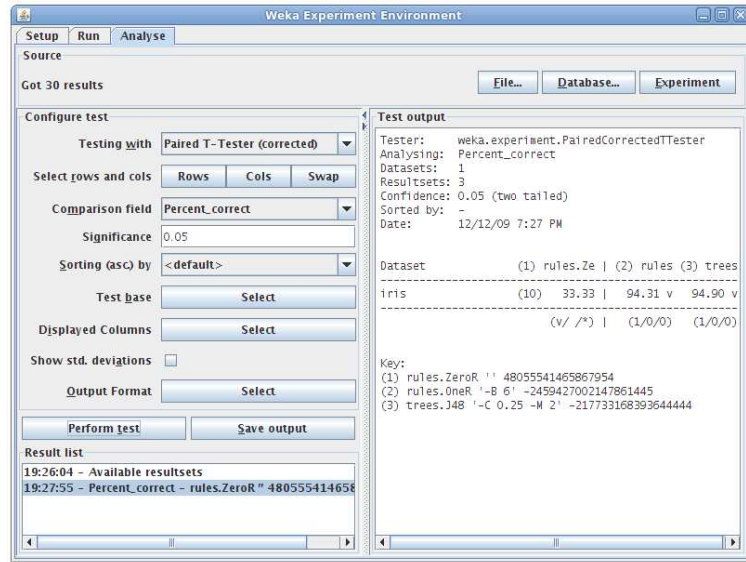 Weka Experiment Environment
Setup Run Analyse
Source
Got 30 results
File... Database... Experiment
Configure test
Testing with Paired T-Tester (corrected)
Select rows and cols Rows Cols Swap
Comparison field Percent_correct
Significance 0.05
Sorting (asc.) by <default>
Test base Select
Displayed Columns Select
Show std. deviations
Output Format Select
Perform test Save output
Result list
19:26:04 - Available resultsets
19:27:55 - Percent_correct - rules.ZeroR '' 480555414658
Test output
Tester: weka.experiment.PairedCorrectedTTester
Analysing: Percent_correct
Datasets: 1
Resultsets: 3
Confidence: 0.05 (two tailed)
Sorted by: -
Date: 12/12/09 7:27 PM
Dataset (1) rules.Ze | (2) rules (3) trees
--------------------------------------------------------------
iris (10) 33.33 | 94.31 v 94.90 v
--------------------------------------------------------------
(v/ /*) | (1/0/0) (1/0/0)
Key:
(1) rules.ZeroR '' 48055541465867954
(2) rules.OneR '-B 6' -2459427002147861445
(3) trees.J48 '-C 0.25 -M 2' -217733168393644444